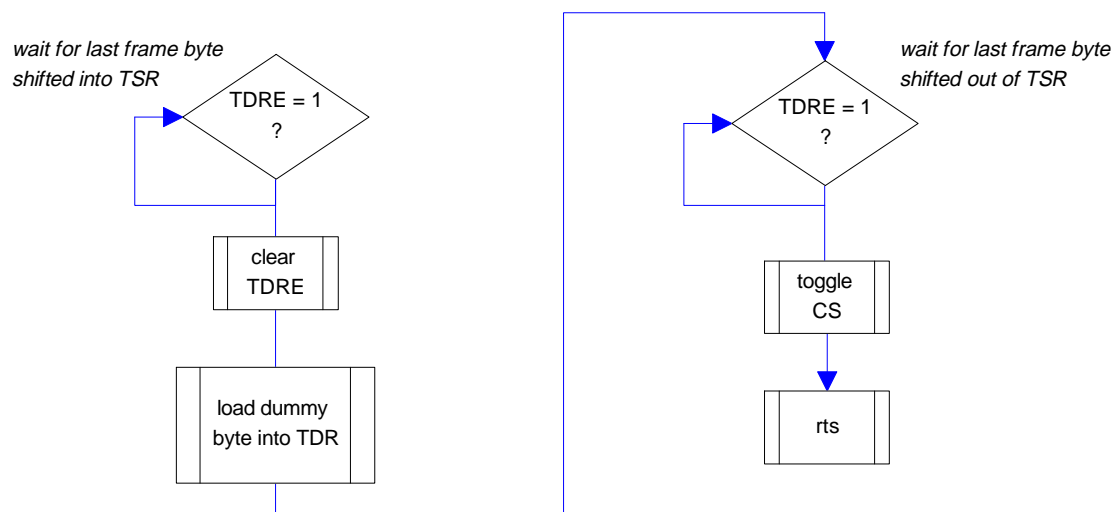 wait for last frame byte
shifted into TSR
TDRE = 1
?
clear
TDRE
load dummy
byte into TDR
wait for last frame byte
shifted out of TSR
TDRE = 1
?
toggle
CS
rts